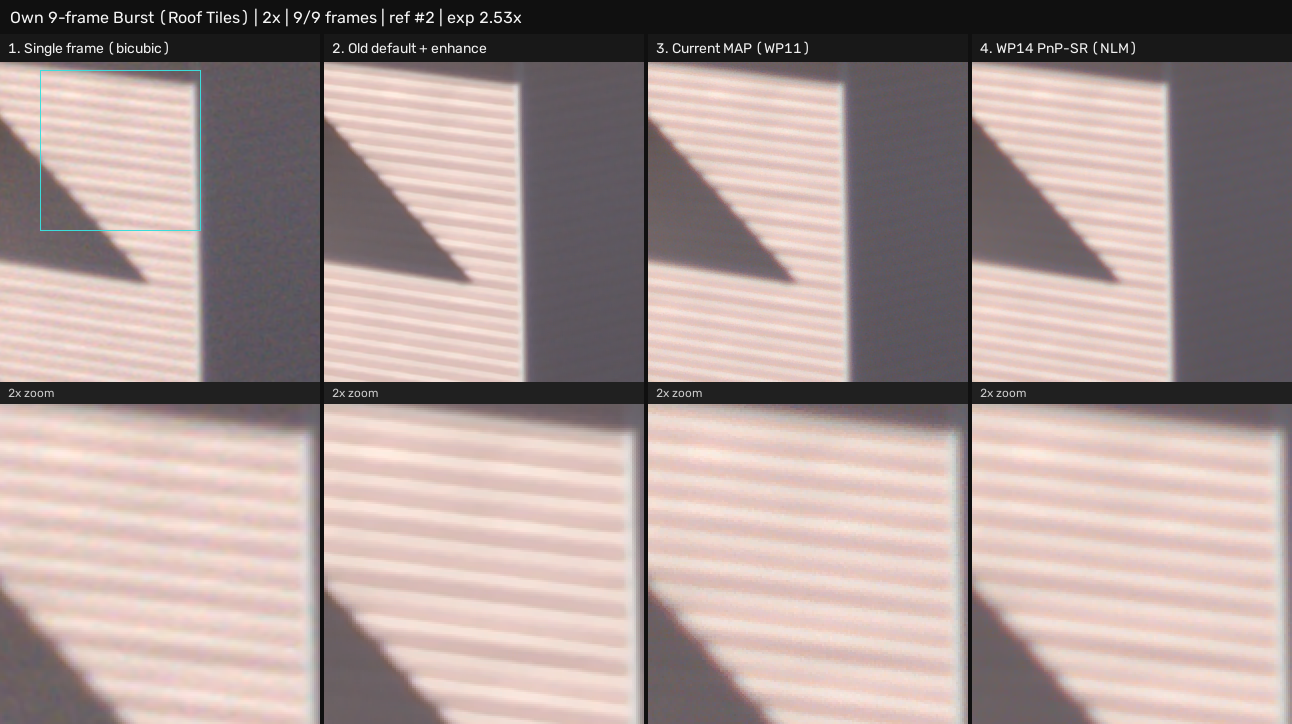 Own 9-frame Burst (Roof Tiles) | 2x | 9/9 frames | ref #2 | exp 2.53x
1. Single frame (bicubic)
2. Old default + enhance
3. Current MAP (WP11)
4. WP14 PnP-SR (NLM)
2x zoom
2x zoom
2x zoom
2x zoom